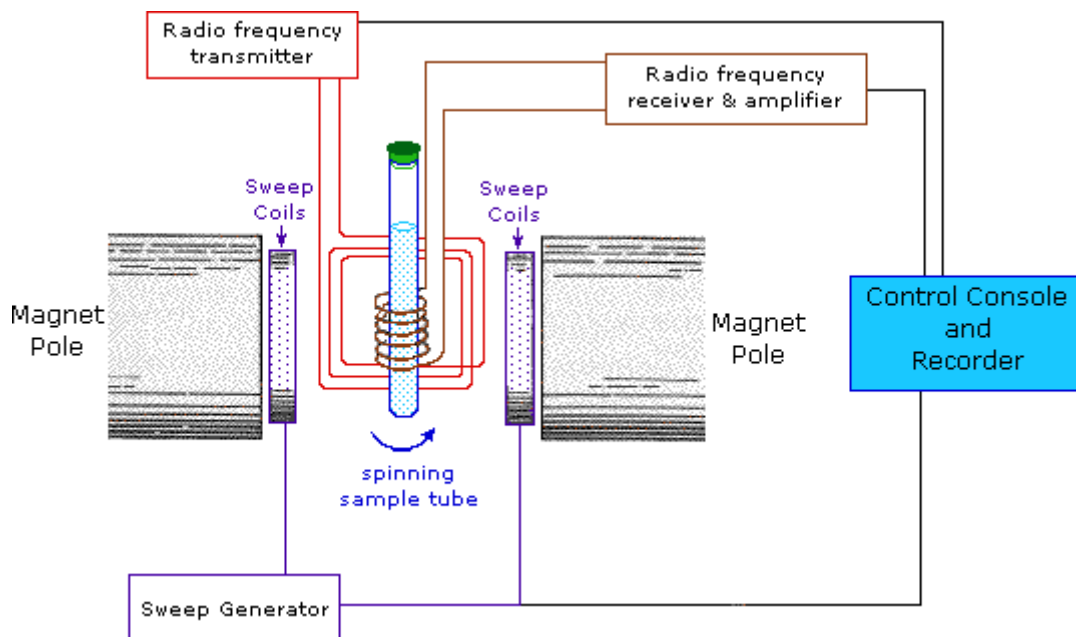 Radio frequency
transmitter
Radio frequency
receiver & amplifier
Sweep
Coils
Sweep
Coils
Magnet
Pole
Magnet
Pole
Control Console
and
Recorder
spinning
sample tube
Sweep Generator